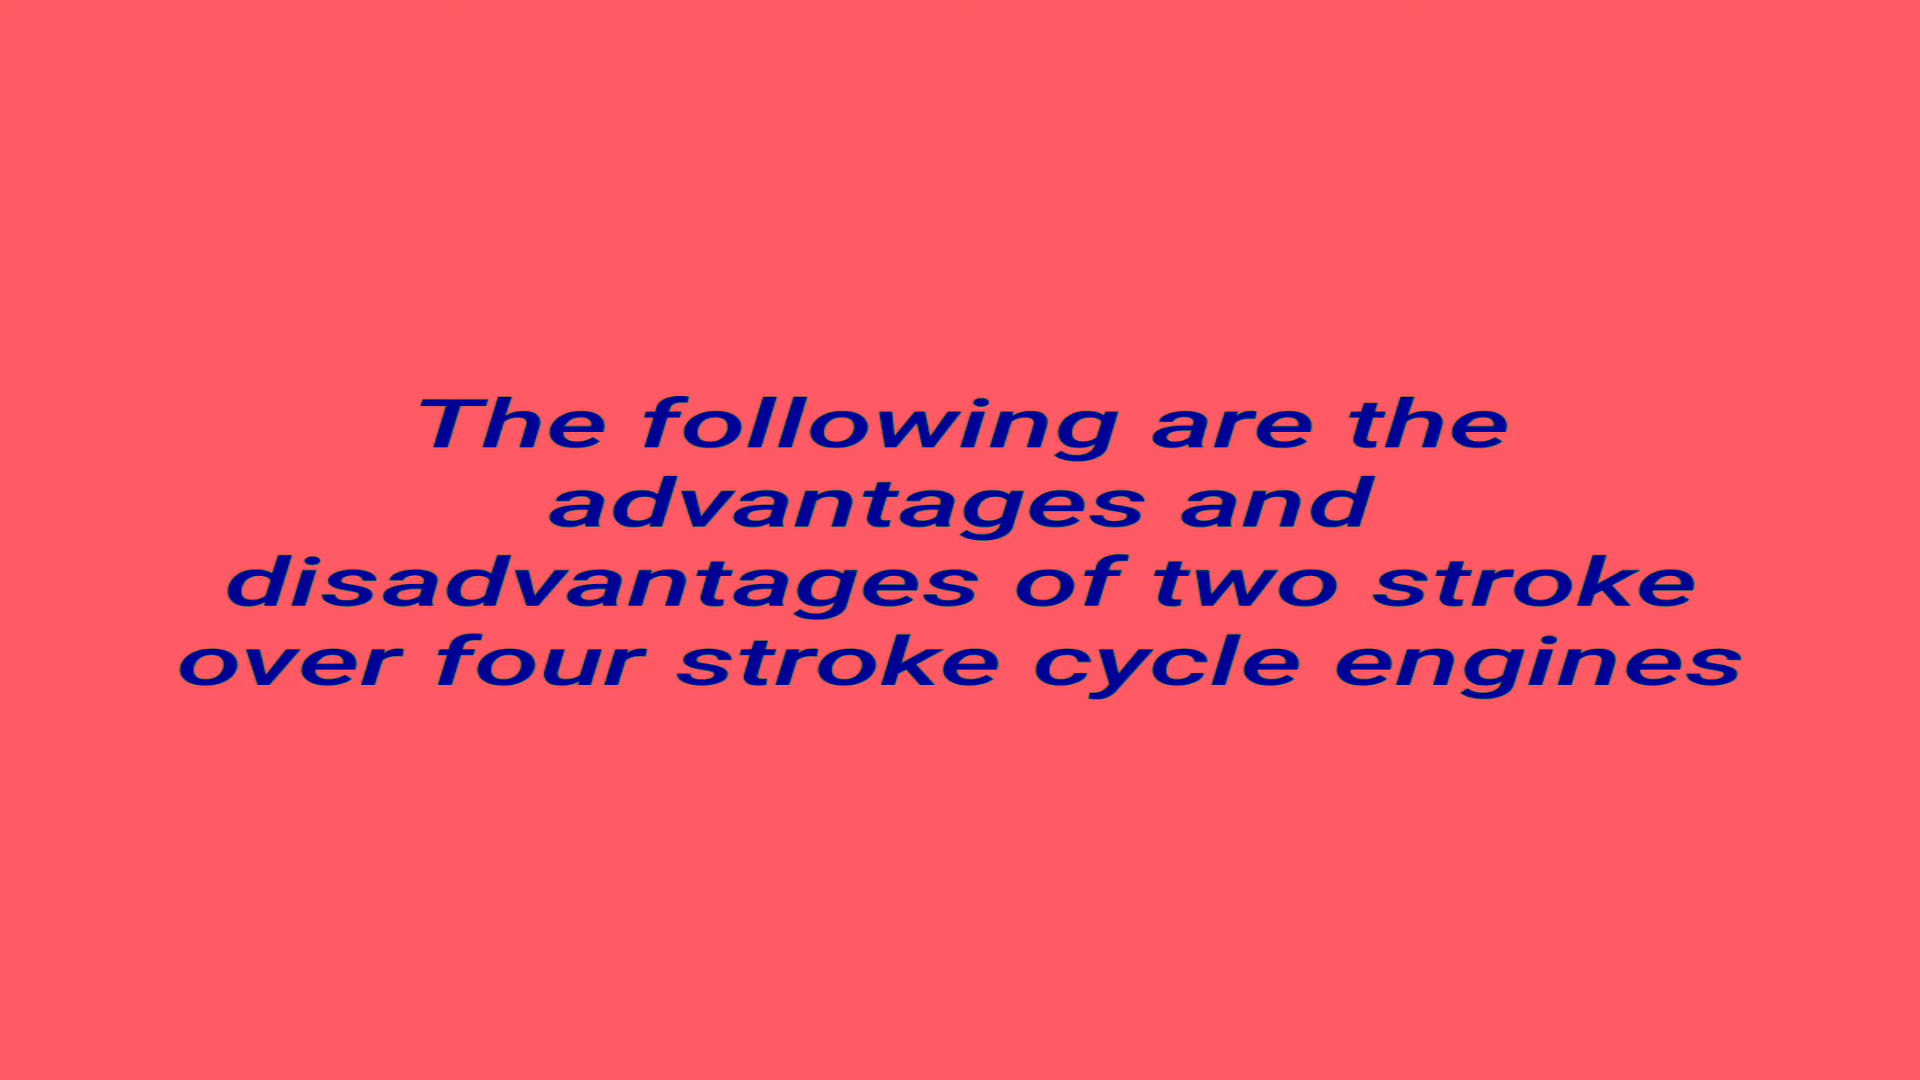 The following are the
advantages and
disadvantages of two stroke
over four stroke cycle engines